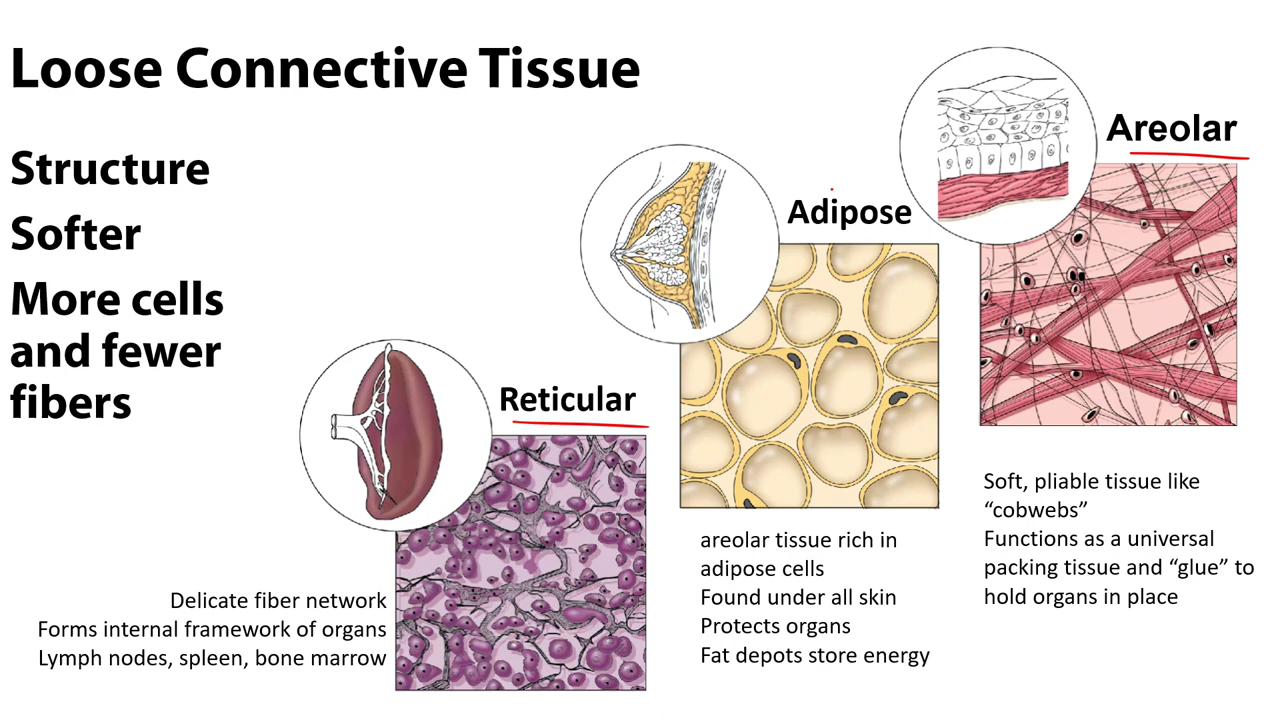 Loose Connective Tissue
Structure
Softer
More cells
and fewer
fibers
Reticular
Delicate fiber network
Forms internal framework of organs
Lymph nodes, spleen, bone marrow
Adipose
areolar tissue rich in
adipose cells
Found under all skin
Protects organs
Fat depots store energy
Areolar
Soft, pliable tissue like
“cobwebs”
Functions as a universal
packing tissue and “glue” to
hold organs in place